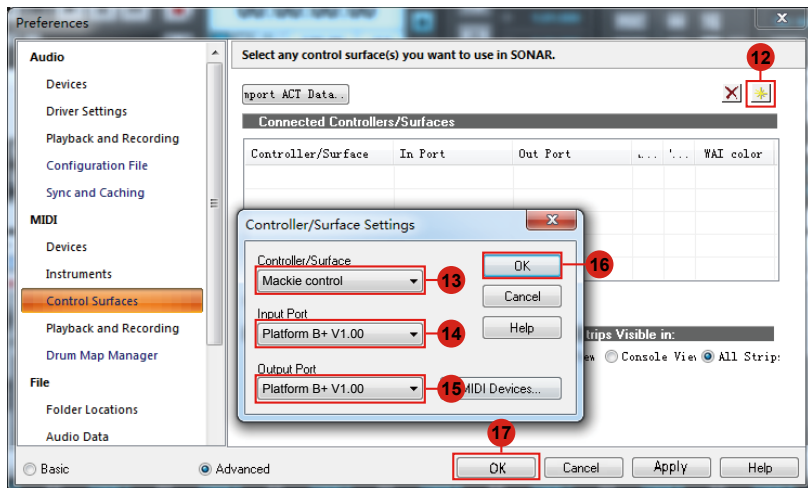 Preferences
Audio
Devices
Driver Settings
Playback and Recording
Configuration File
Sync and Caching
MIDI
Devices
Instruments
Control Surfaces
Playback and Recording
Drum Map Manager
File
Folder Locations
Audio Data
Basic
Advanced
Select any control surface(s) you want to use in SONAR.
12
mport ACT Data..
Connected Controllers/Surfaces
Controller/Surface In Port Out Port ... '... WAI color
Controller/Surface Settings
Controller/Surface
Mackie control
13
OK
16
Cancel
Input Port
Platform B+ V1.00
14
Help
Output Port
Platform B+ V1.00
15
MIDI Devices...
trips Visible in:
Console View All Strip:
17
OK Cancel Apply Help